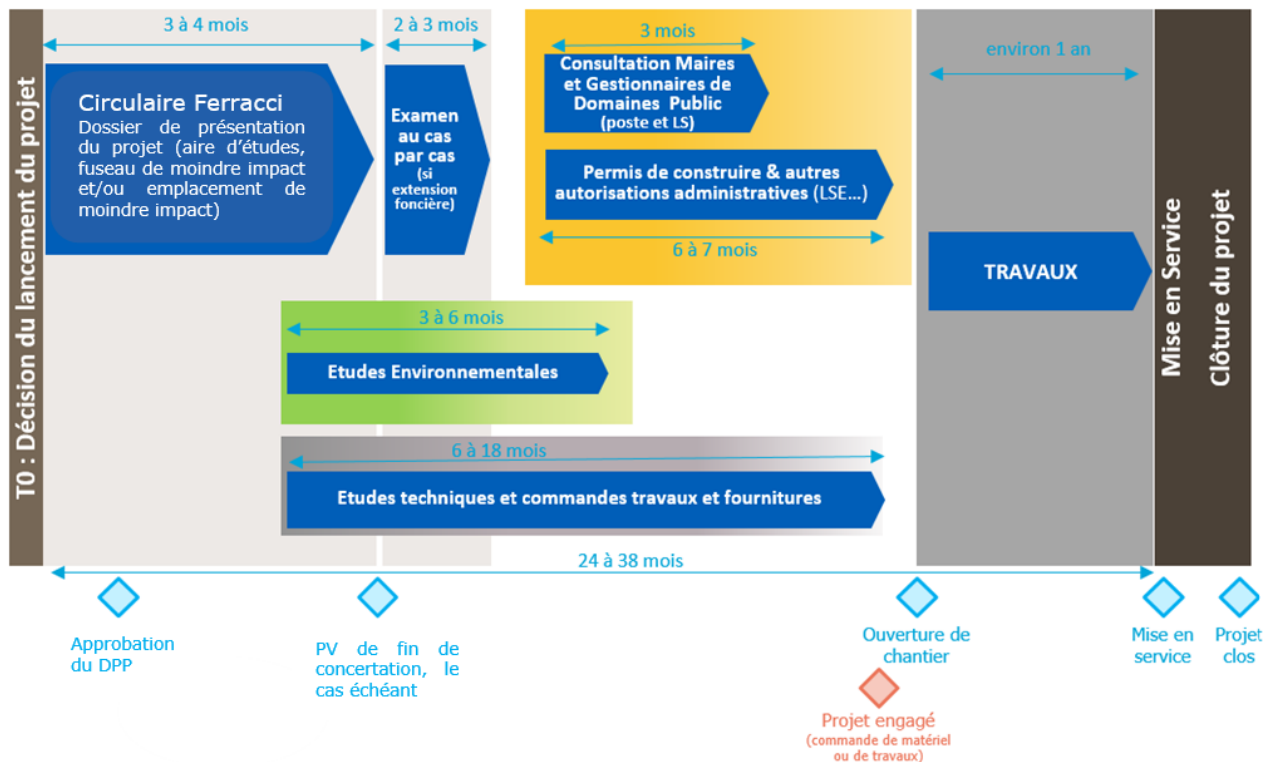 T0 : Décision du lancement du projet
3 à 4 mois
Circulaire Ferracci
Dossier de présentation
du projet (aire d'études,
fuseau de moindre impact
et/ou emplacement de
moindre impact)
2 à 3 mois
Examen
au cas
par cas
(si
extension
foncière)
3 mois
Consultation Maires
et Gestionnaires de
Domaines Public
(poste et LS)
Permis de construire & autres
autorisations administratives (LSE...)
6 à 7 mois
environ 1 an
TRAVAUX
Mise en Service
Clôture du projet
3 à 6 mois
Etudes Environnementales
6 à 18 mois
Etudes techniques et commandes travaux et fournitures
24 à 38 mois
Approbation
du DPP
PV de fin de
concertation, le
cas échéant
Ouverture de
chantier
Mise en
service
Projet
clos
Projet engagé
(commande de matériel
ou de travaux)